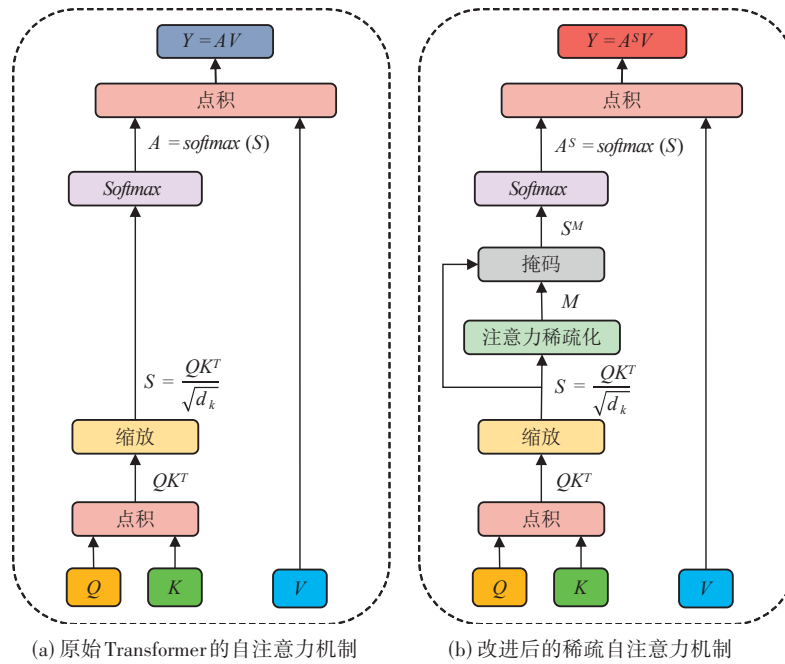 Y = AV
点积
A = softmax (S)
Softmax
S = QK^T / √d_k
缩放
QK^T
点积
Q
K
V
(a) 原始Transformer的自注意力机制
Y = A^S V
点积
A^S = softmax (S)
Softmax
S^M
掩码
M
注意力稀疏化
S = QK^T / √d_k
缩放
QK^T
点积
Q
K
V
(b) 改进后的稀疏自注意力机制